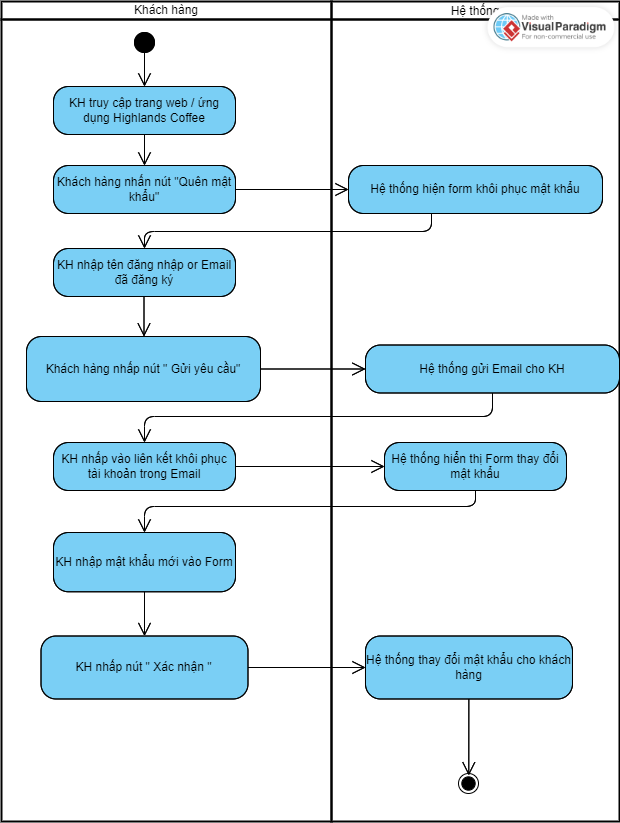 Khách hàng
Hệ thống
Made with
VisualParadigm
For non-commercial use
KH truy cập trang web / ứng
dụng Highlands Coffee
Khách hàng nhấn nút "Quên mật
khẩu"
Hệ thống hiện form khôi phục mật khẩu
KH nhập tên đăng nhập or Email
đã đăng ký
Khách hàng nhấp nút " Gửi yêu cầu"
Hệ thống gửi Email cho KH
KH nhấp vào liên kết khôi phục
tài khoản trong Email
Hệ thống hiển thị Form thay đổi
mật khẩu
KH nhập mật khẩu mới vào Form
KH nhấp nút " Xác nhận "
Hệ thống thay đổi mật khẩu cho khách
hàng